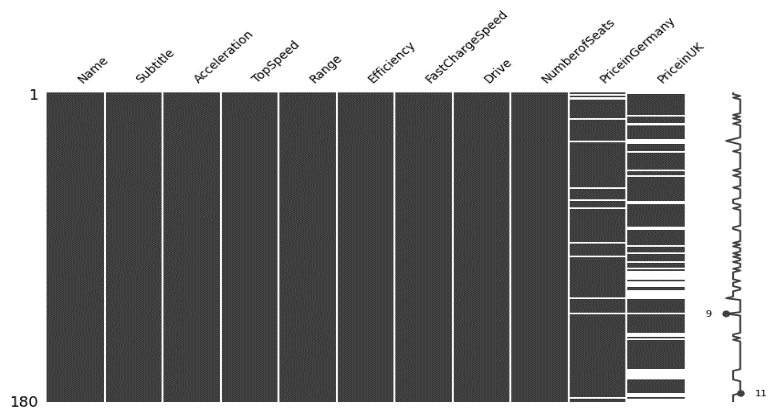 Name
Subtitle
Acceleration
TopSpeed
Range
Efficiency
FastChargeSpeed
Drive
NumberofSeats
PriceinGermany
PriceinUK
1
9
11
180